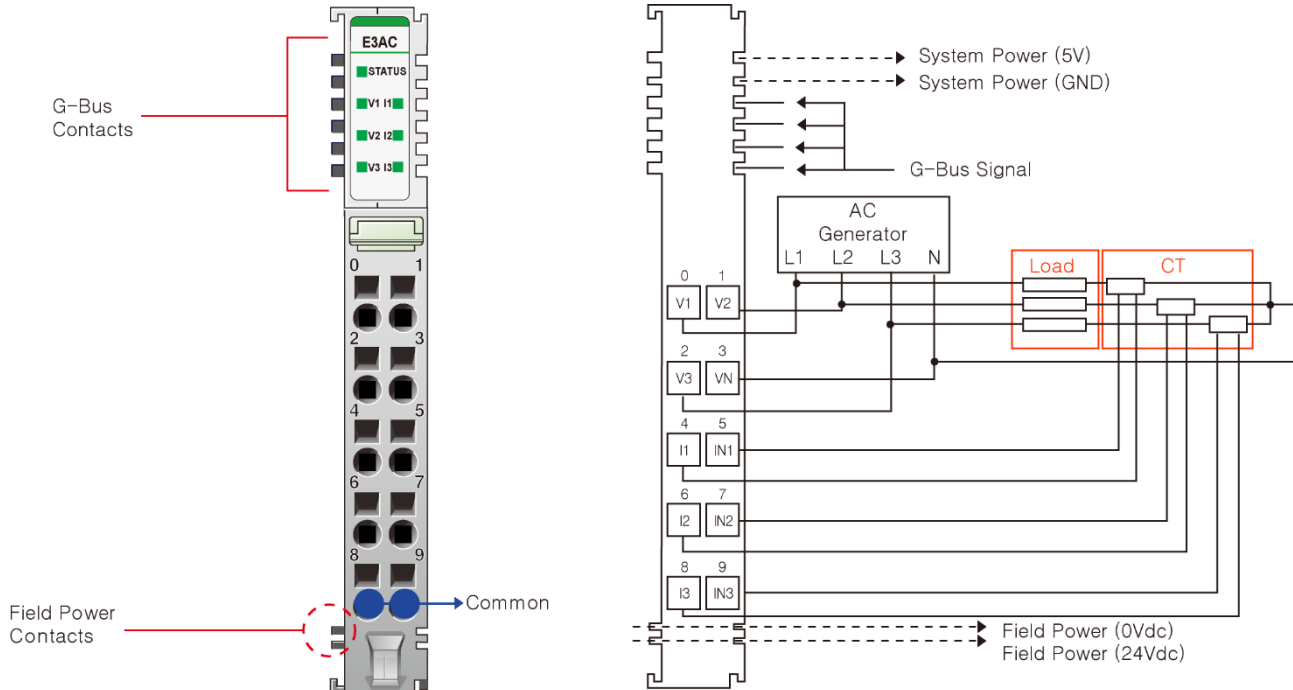 E3AC
STATUS
V1 I1
V2 I2
V3 I3
G-Bus
Contacts
0 1
2 3
4 5
6 7
8 9
Common
Field Power
Contacts
System Power (5V)
System Power (GND)
G-Bus Signal
AC
Generator
L1 L2 L3 N
Load CT
0 1
V1 V2
2 3
V3 VN
4 5
I1 IN1
6 7
I2 IN2
8 9
I3 IN3
Field Power (0Vdc)
Field Power (24Vdc)